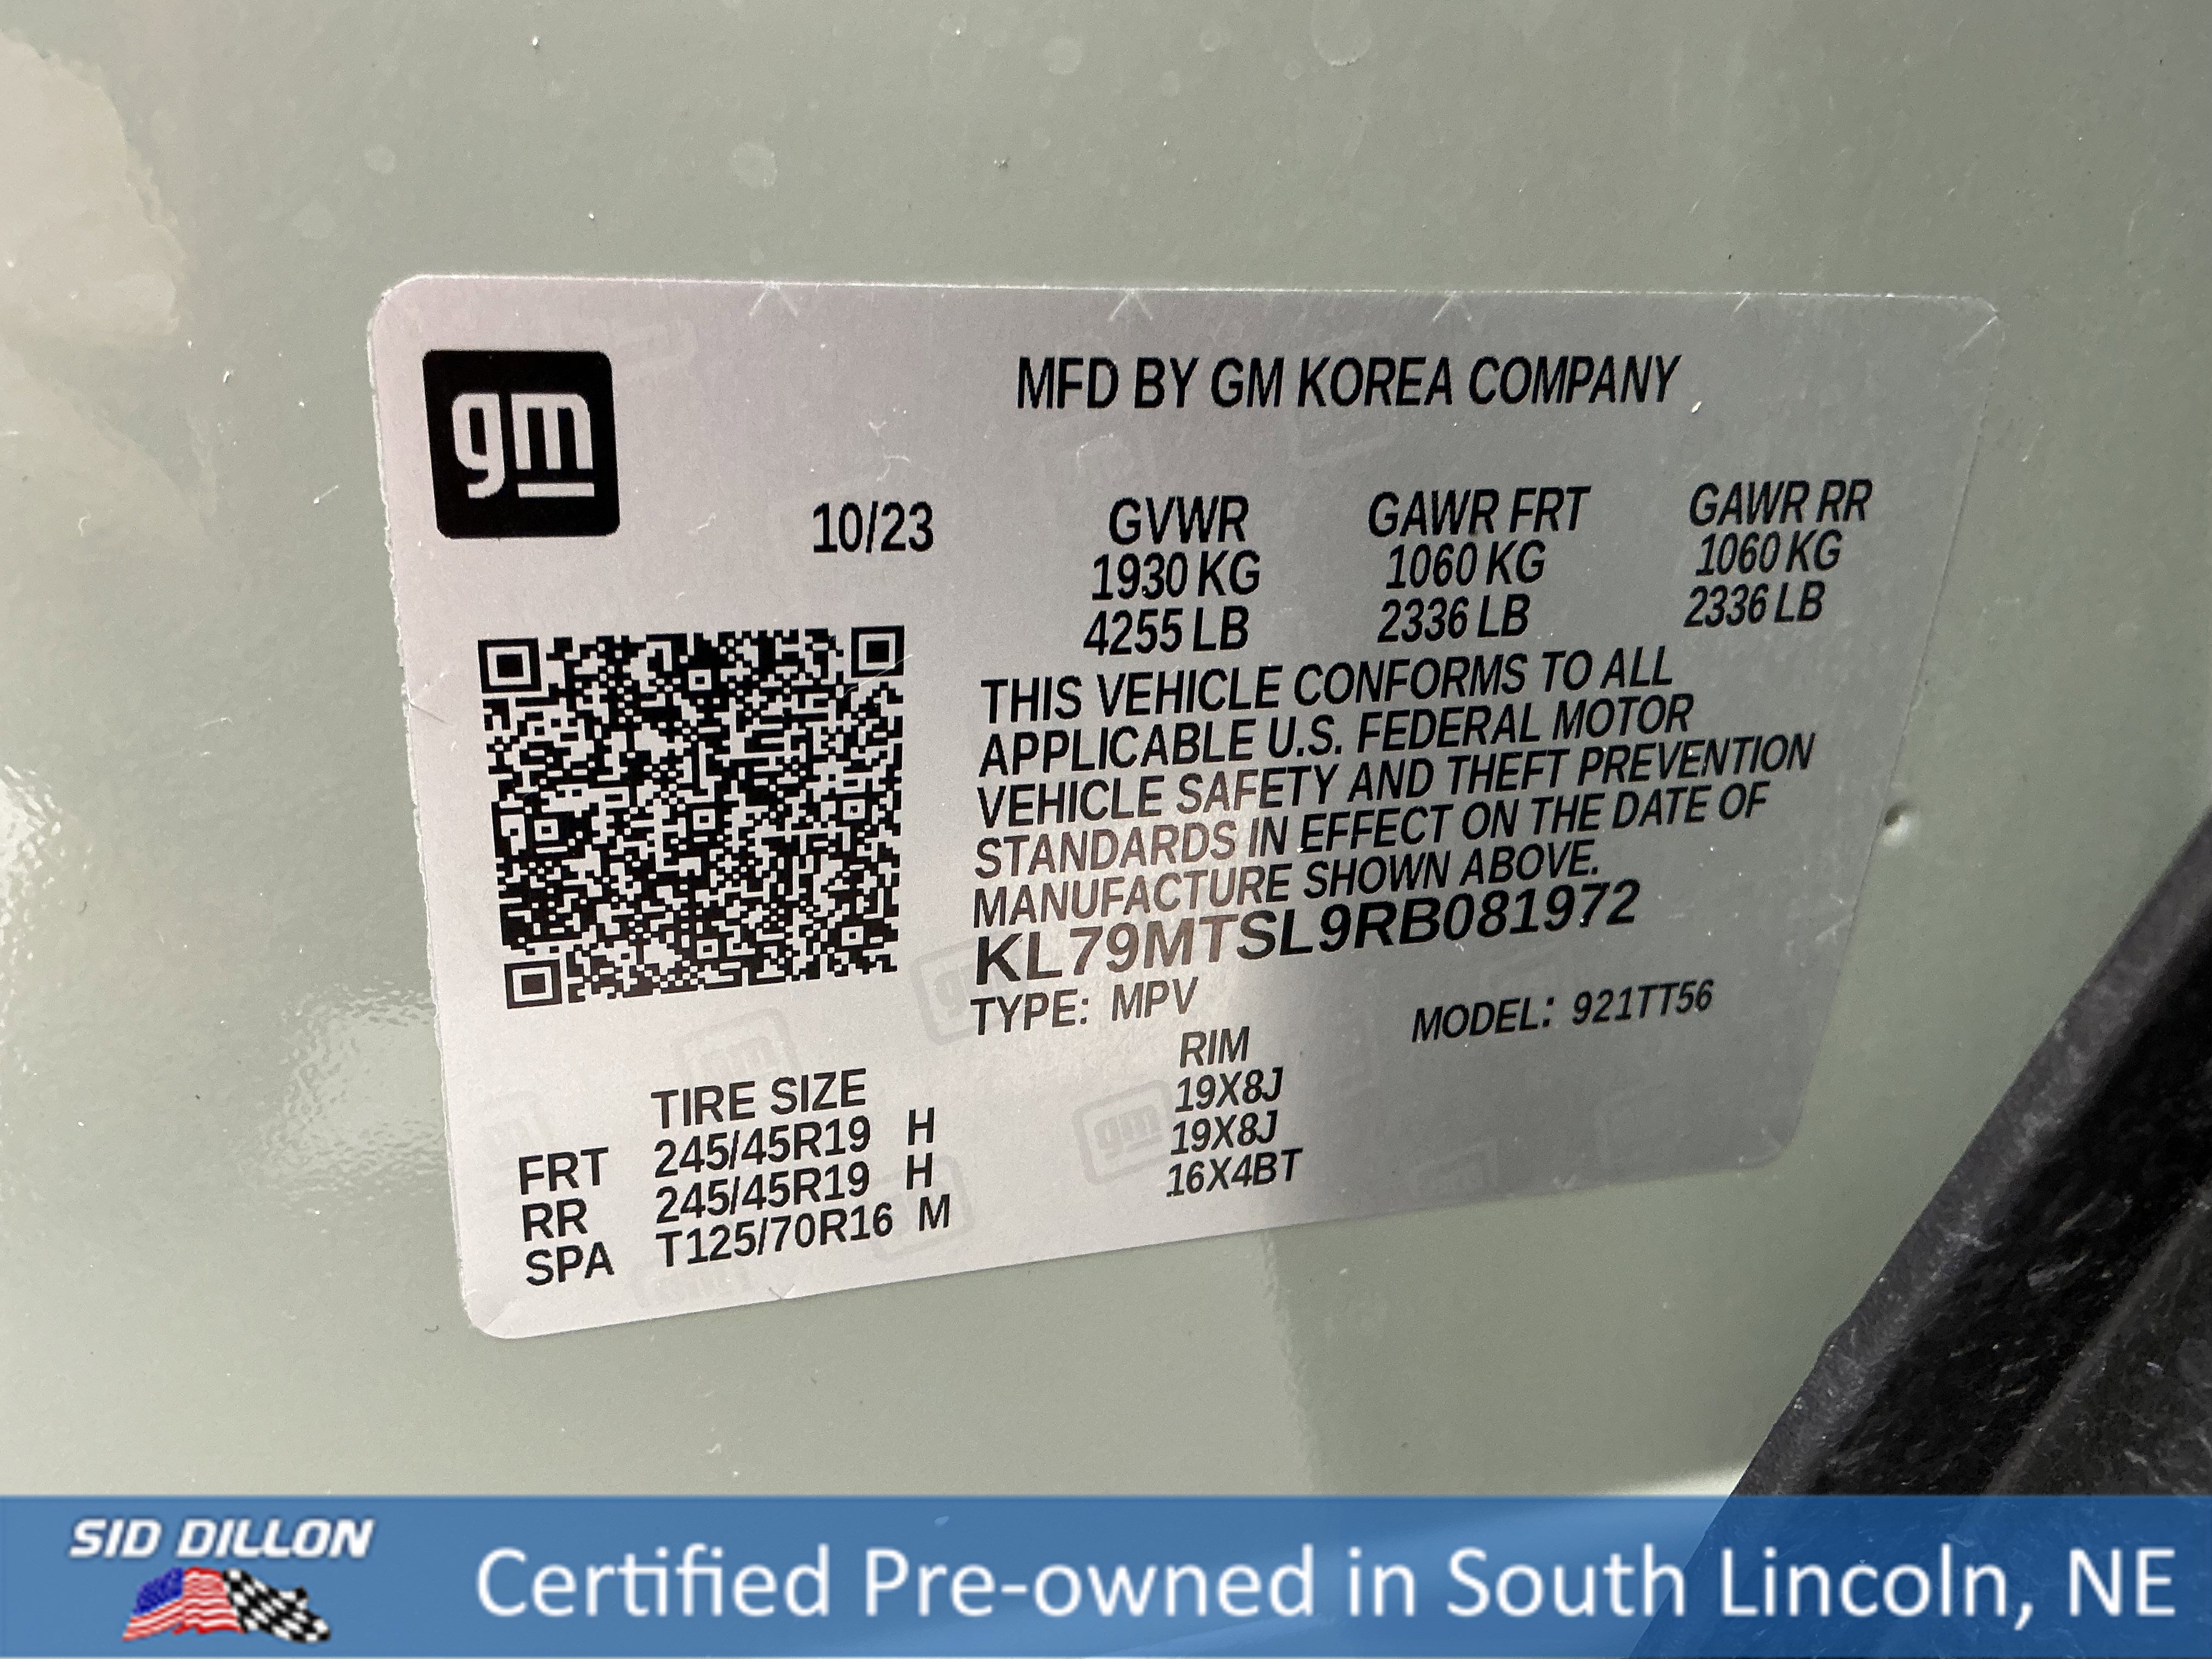 gm
MFD BY GM KOREA COMPANY
10/23 GVWR GAWR FRT GAWR RR
1930 KG 1060 KG 1060 KG
4255 LB 2336 LB 2336 LB
THIS VEHICLE CONFORMS TO ALL
APPLICABLE U.S. FEDERAL MOTOR
VEHICLE SAFETY AND THEFT PREVENTION
STANDARDS IN EFFECT ON THE DATE OF
MANUFACTURE SHOWN ABOVE.
KL79MTSL9RB081972
TYPE: MPV MODEL: 921TT56
TIRE SIZE RIM
FRT 245/45R19 H 19X8J
RR 245/45R19 H 19X8J
SPA T125/70R16 M 16X4BT
SID DILLON
Certified Pre-owned in South Lincoln, NE